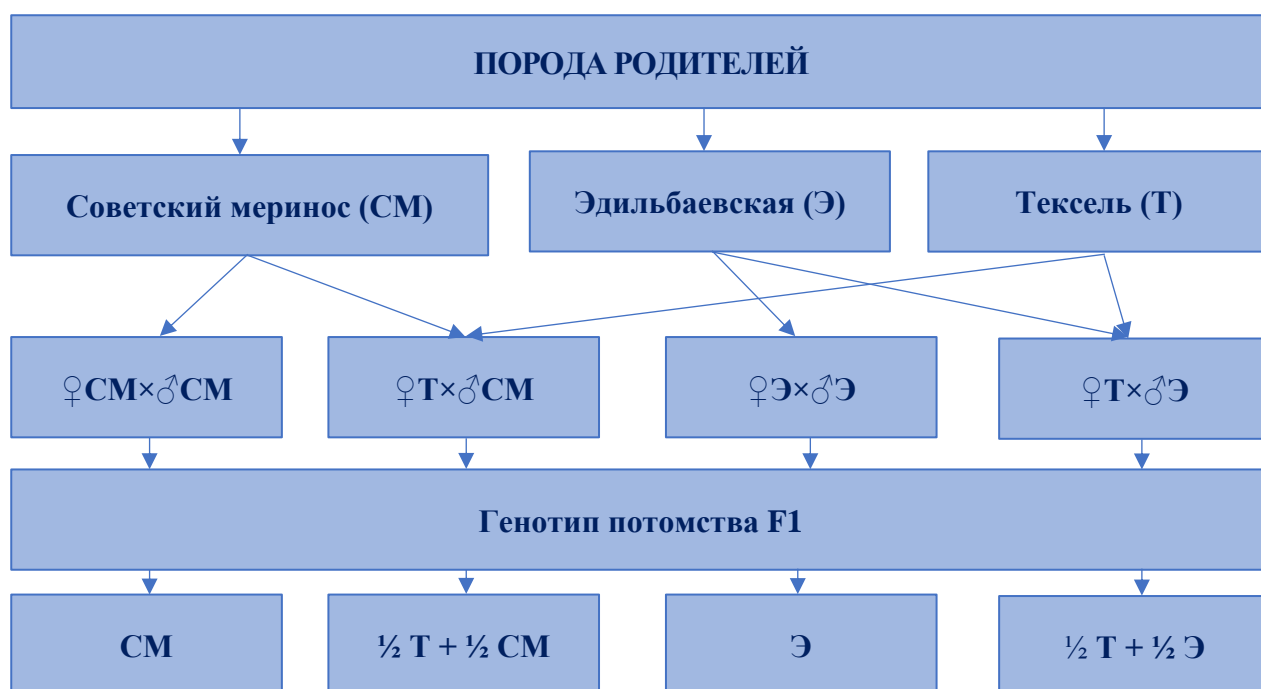 ПОРОДА РОДИТЕЛЕЙ
Советский меринос (СМ)
Эдильбаевская (Э)
Тексель (Т)
♀СМ×♂СМ
♀Т×♂СМ
♀Э×♂Э
♀Т×♂Э
Генотип потомства F1
СМ
½ Т + ½ СМ
Э
½ Т + ½ Э